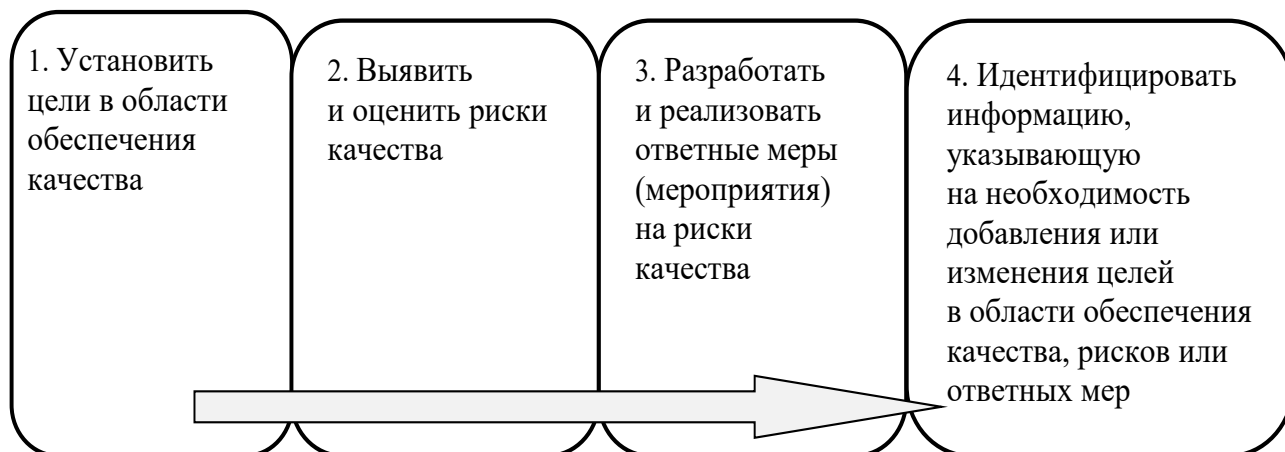 1. Установить
цели в области
обеспечения
качества
2. Выявить
и оценить риски
качества
3. Разработать
и реализовать
ответные меры
(мероприятия)
на риски
качества
4. Идентифицировать
информацию,
указывающую
на необходимость
добавления или
изменения целей
в области обеспечения
качества, рисков или
ответных мер